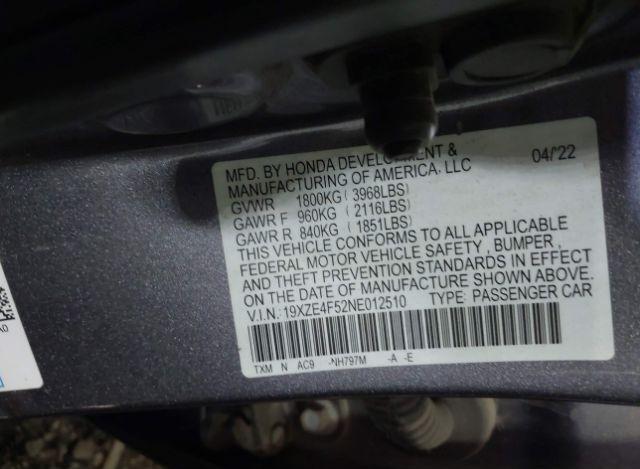 MFD. BY HONDA DEVELOPMENT &
MANUFACTURING OF AMERICA, LLC
04/22
GVWR 1800KG ( 3968LBS)
GAWR F 960KG ( 2116LBS)
GAWR R 840KG ( 1851LBS)
THIS VEHICLE CONFORMS TO ALL APPLICABLE
FEDERAL MOTOR VEHICLE SAFETY , BUMPER ,
AND THEFT PREVENTION STANDARDS IN EFFECT
ON THE DATE OF MANUFACTURE SHOWN ABOVE.
V.I.N.: 19XZE4F52NE012510 TYPE: PASSENGER CAR
TXM N AC9 -NH797M -A -E